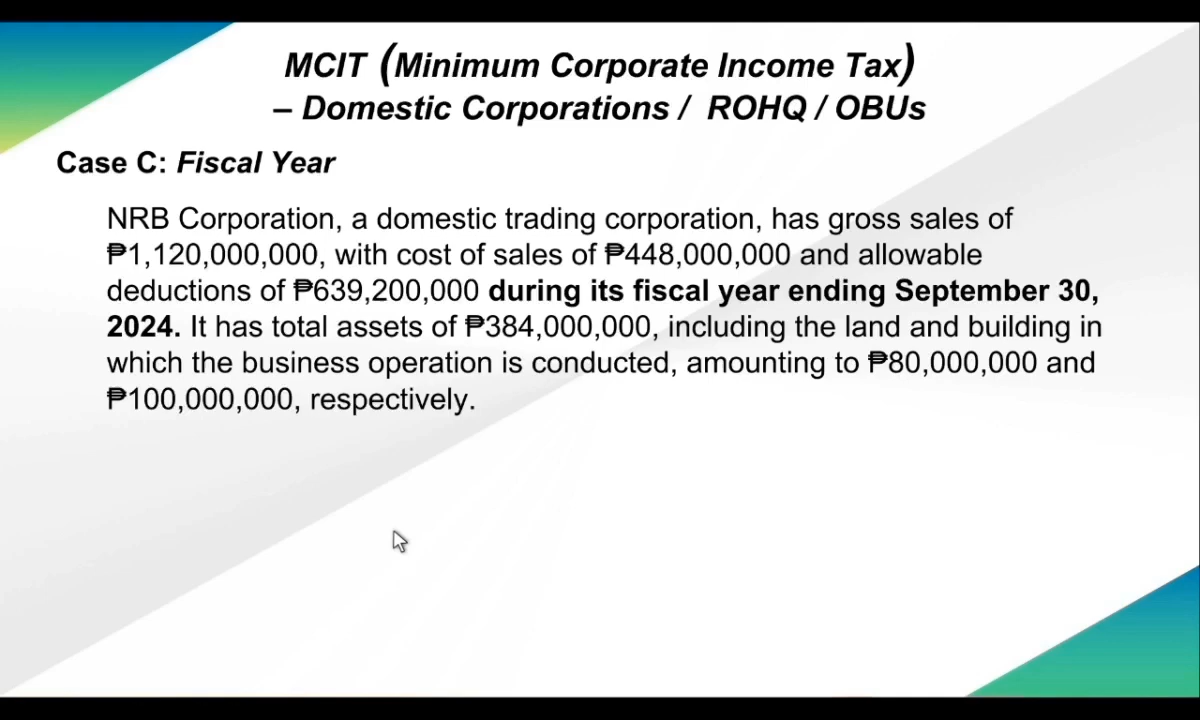 MCIT (Minimum Corporate Income Tax)
– Domestic Corporations / ROHQ / OBUs
Case C: Fiscal Year
NRB Corporation, a domestic trading corporation, has gross sales of
₱1,120,000,000, with cost of sales of ₱448,000,000 and allowable
deductions of ₱639,200,000 during its fiscal year ending September 30,
2024. It has total assets of ₱384,000,000, including the land and building in
which the business operation is conducted, amounting to ₱80,000,000 and
₱100,000,000, respectively.